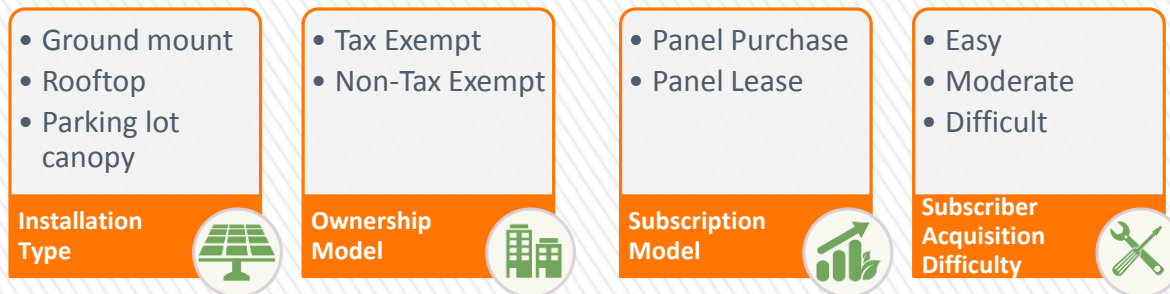 • Ground mount
• Rooftop
• Parking lot
canopy
Installation
Type
• Tax Exempt
• Non-Tax Exempt
Ownership
Model
• Panel Purchase
• Panel Lease
Subscription
Model
• Easy
• Moderate
• Difficult
Subscriber
Acquisition
Difficulty